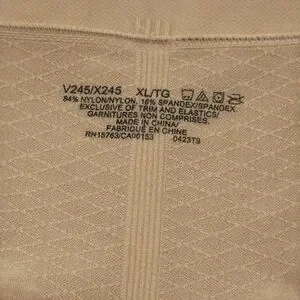 V245/X245 XL/TG
84% NYLON/NYLON, 16% SPANDEX/SPANDEX
EXCLUSIVE OF TRIM AND ELASTICS/
GARNITURES NON COMPRISES.
MADE IN CHINA/
FABRIQUÉ EN CHINE
RN15763/CA00153 0423T9